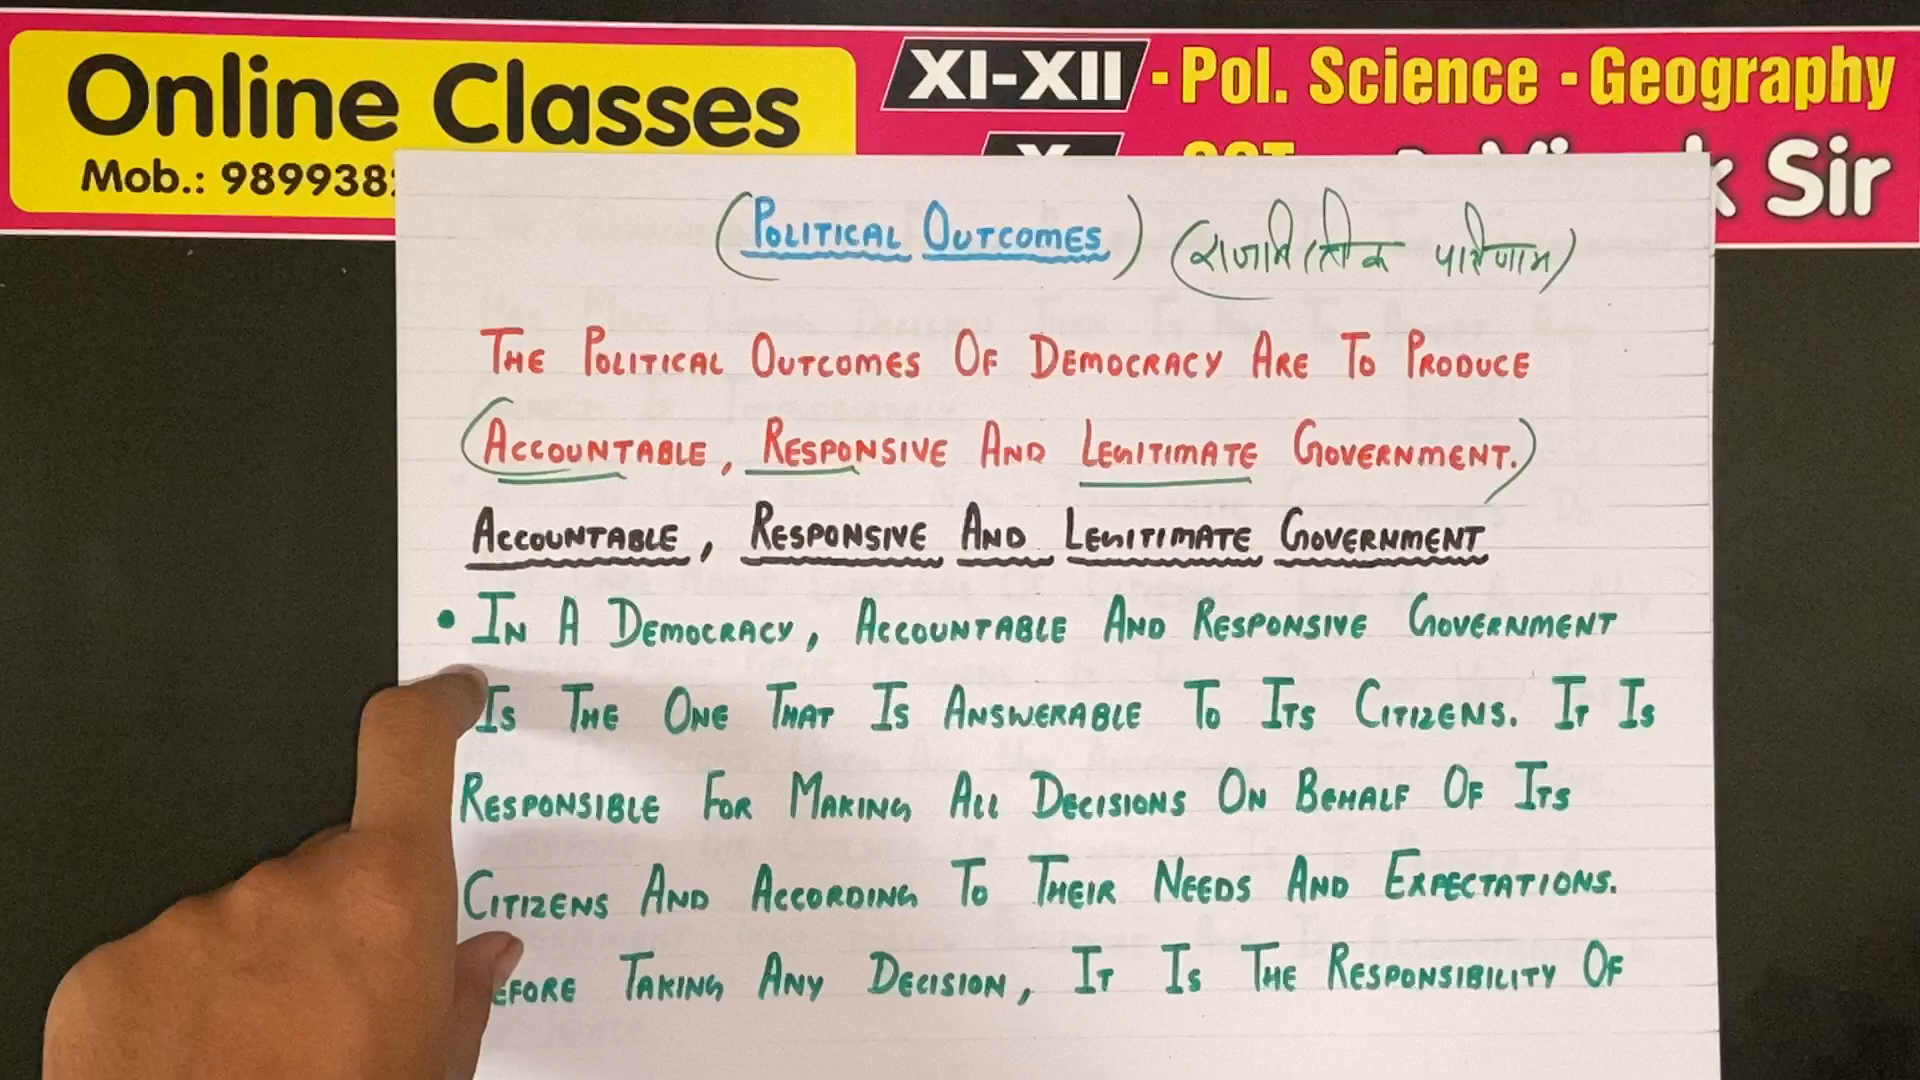 Online Classes
Mob.: 989938
XI-XII - Pol. Science - Geography
Sir
(POLITICAL OUTCOMES) (राजनीतिक परिणाम)
THE POLITICAL OUTCOMES OF DEMOCRACY ARE TO PRODUCE
(ACCOUNTABLE, RESPONSIVE AND LEGITIMATE GOVERNMENT.)
ACCOUNTABLE, RESPONSIVE AND LEGITIMATE GOVERNMENT
• IN A DEMOCRACY, ACCOUNTABLE AND RESPONSIVE GOVERNMENT
IS THE ONE THAT IS ANSWERABLE TO ITS CITIZENS. IT IS
RESPONSIBLE FOR MAKING ALL DECISIONS ON BEHALF OF ITS
CITIZENS AND ACCORDING TO THEIR NEEDS AND EXPECTATIONS.
EFORE TAKING ANY DECISION, IT IS THE RESPONSIBILITY OF